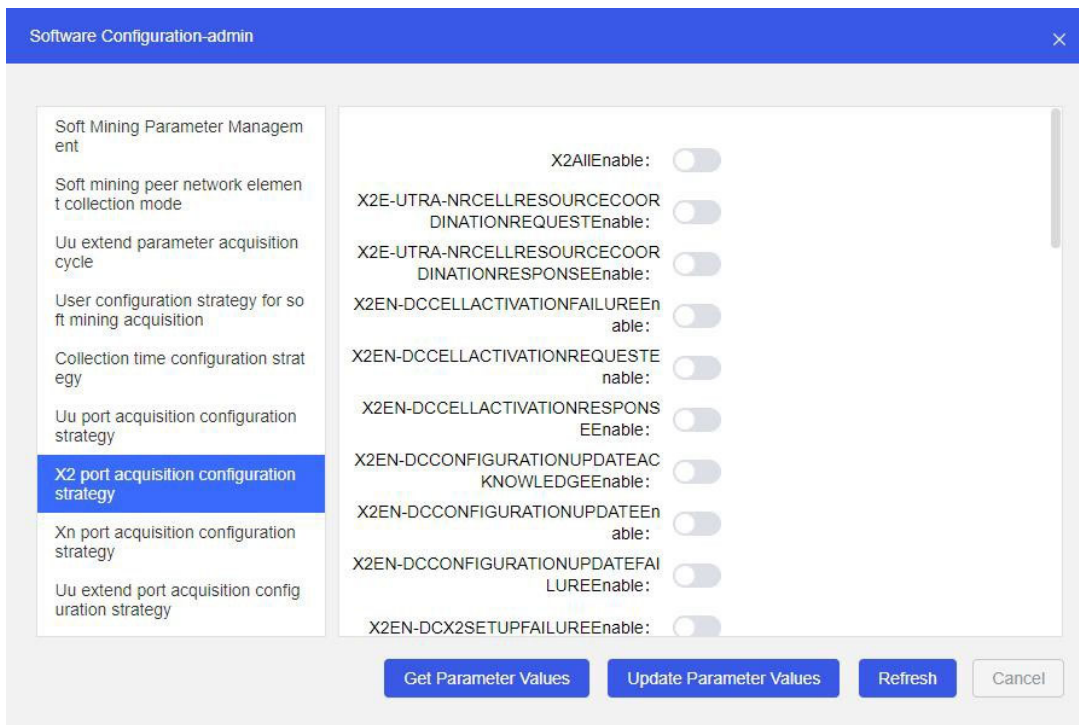 Software Configuration-admin
Soft Mining Parameter Managem
ent
Soft mining peer network elemen
t collection mode
Uu extend parameter acquisition
cycle
User configuration strategy for so
ft mining acquisition
Collection time configuration strat
egy
Uu port acquisition configuration
strategy
X2 port acquisition configuration
strategy
Xn port acquisition configuration
strategy
Uu extend port acquisition config
uration strategy
X2AllEnable:
X2E-UTRA-NRCELLRESOURCECOOR
DINATIONREQUESTEnable:
X2E-UTRA-NRCELLRESOURCECOOR
DINATIONRESPONSEEnable:
X2EN-DCCELLACTIVATIONFAILUREEn
able:
X2EN-DCCELLACTIVATIONREQUESTE
nable:
X2EN-DCCELLACTIVATIONRESPONS
EEnable:
X2EN-DCCONFIGURATIONUPDATEAC
KNOWLEDGEEnable:
X2EN-DCCONFIGURATIONUPDATEEn
able:
X2EN-DCCONFIGURATIONUPDATEFAI
LUREEnable:
X2EN-DCX2SETUPFAILUREEnable:
Get Parameter Values
Update Parameter Values
Refresh
Cancel